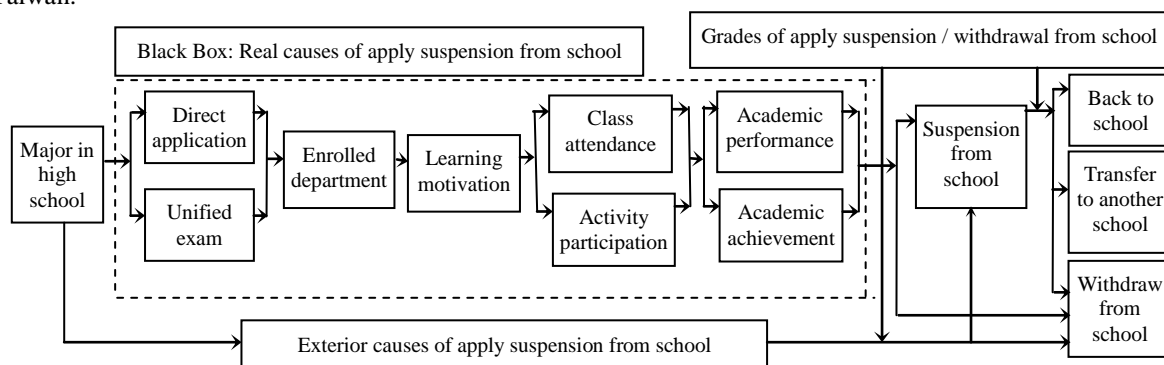 Taiwan.
Grades of apply suspension / withdrawal from school
Black Box: Real causes of apply suspension from school
Major in
high
school
Direct
application
Unified
exam
Enrolled
department
Learning
motivation
Class
attendance
Activity
participation
Academic
performance
Academic
achievement
Suspension
from
school
Back to
school
Transfer
to another
school
Withdraw
from
school
Exterior causes of apply suspension from school